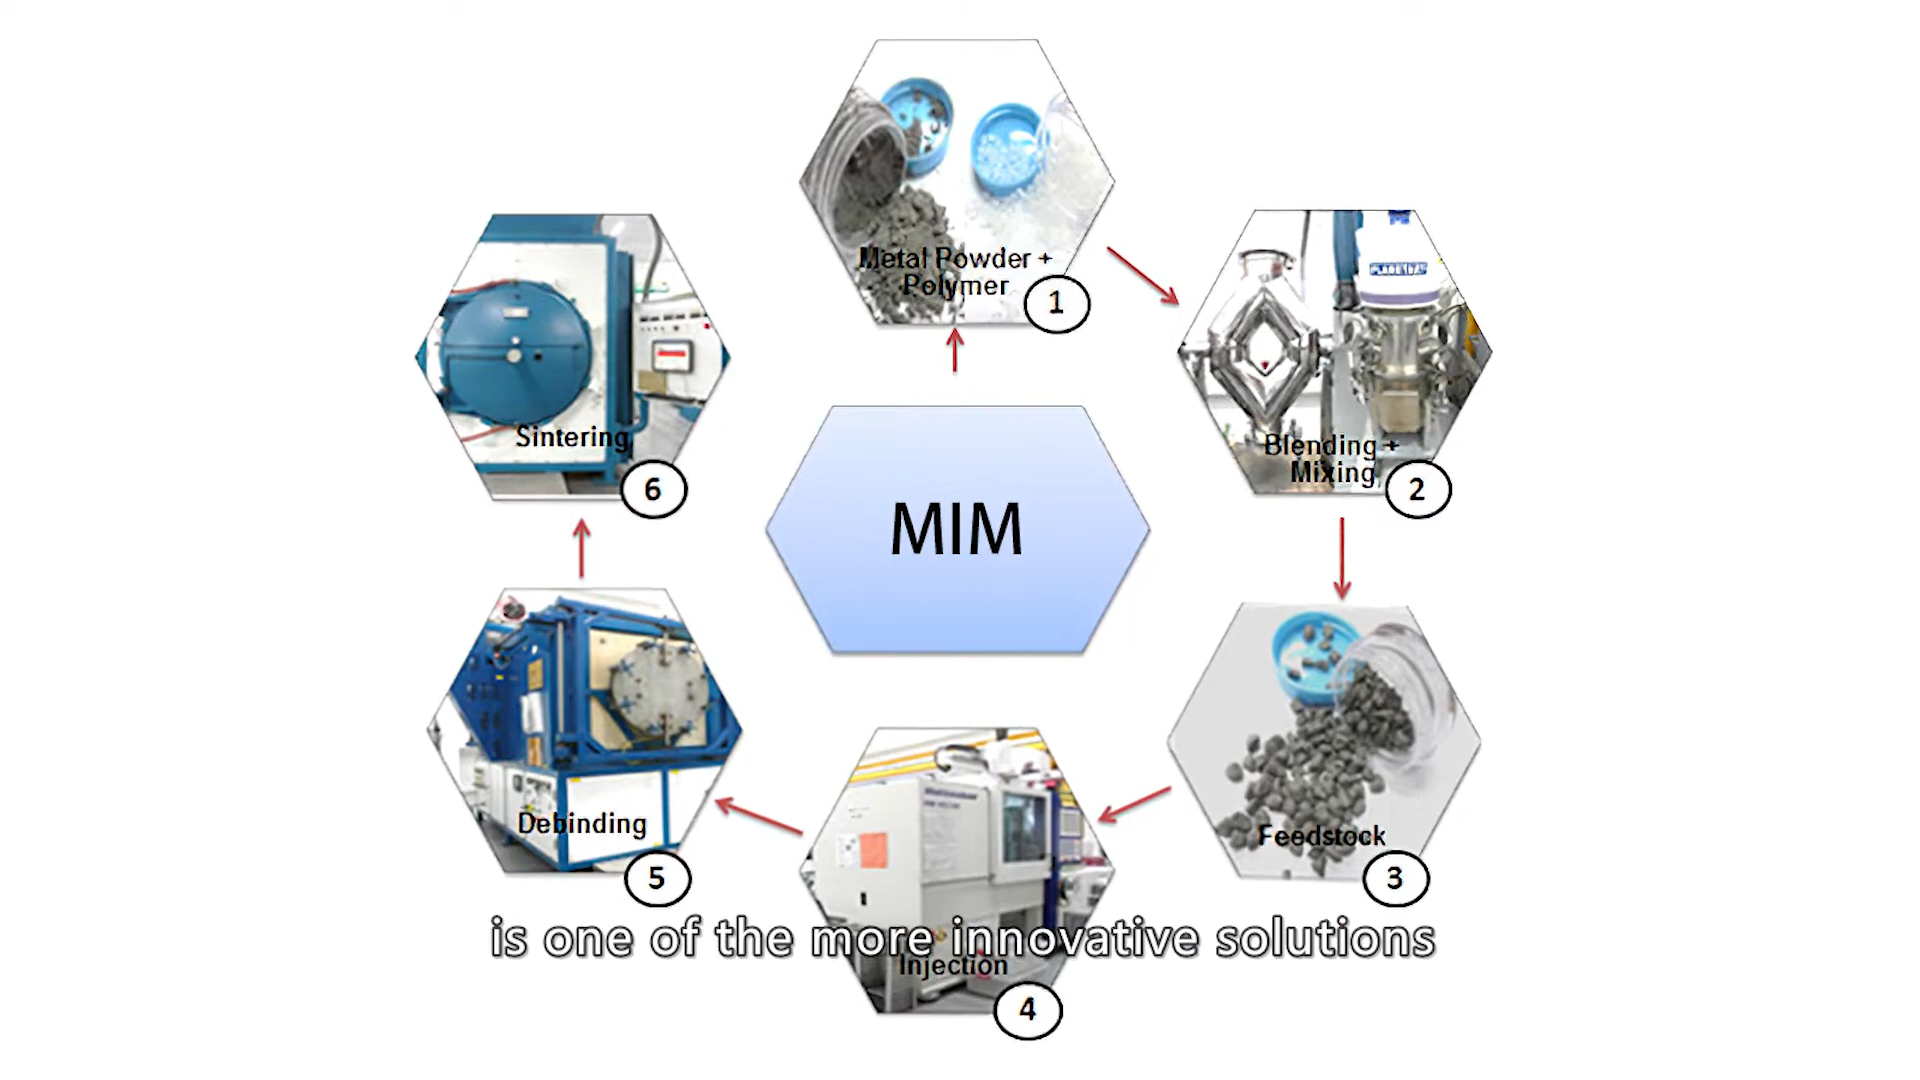 Metal Powder +
Polymer
1
Blending +
Mixing
2
Feedstock
3
Injection
4
Debinding
5
Sintering
6
MIM
is one of the more innovative solutions